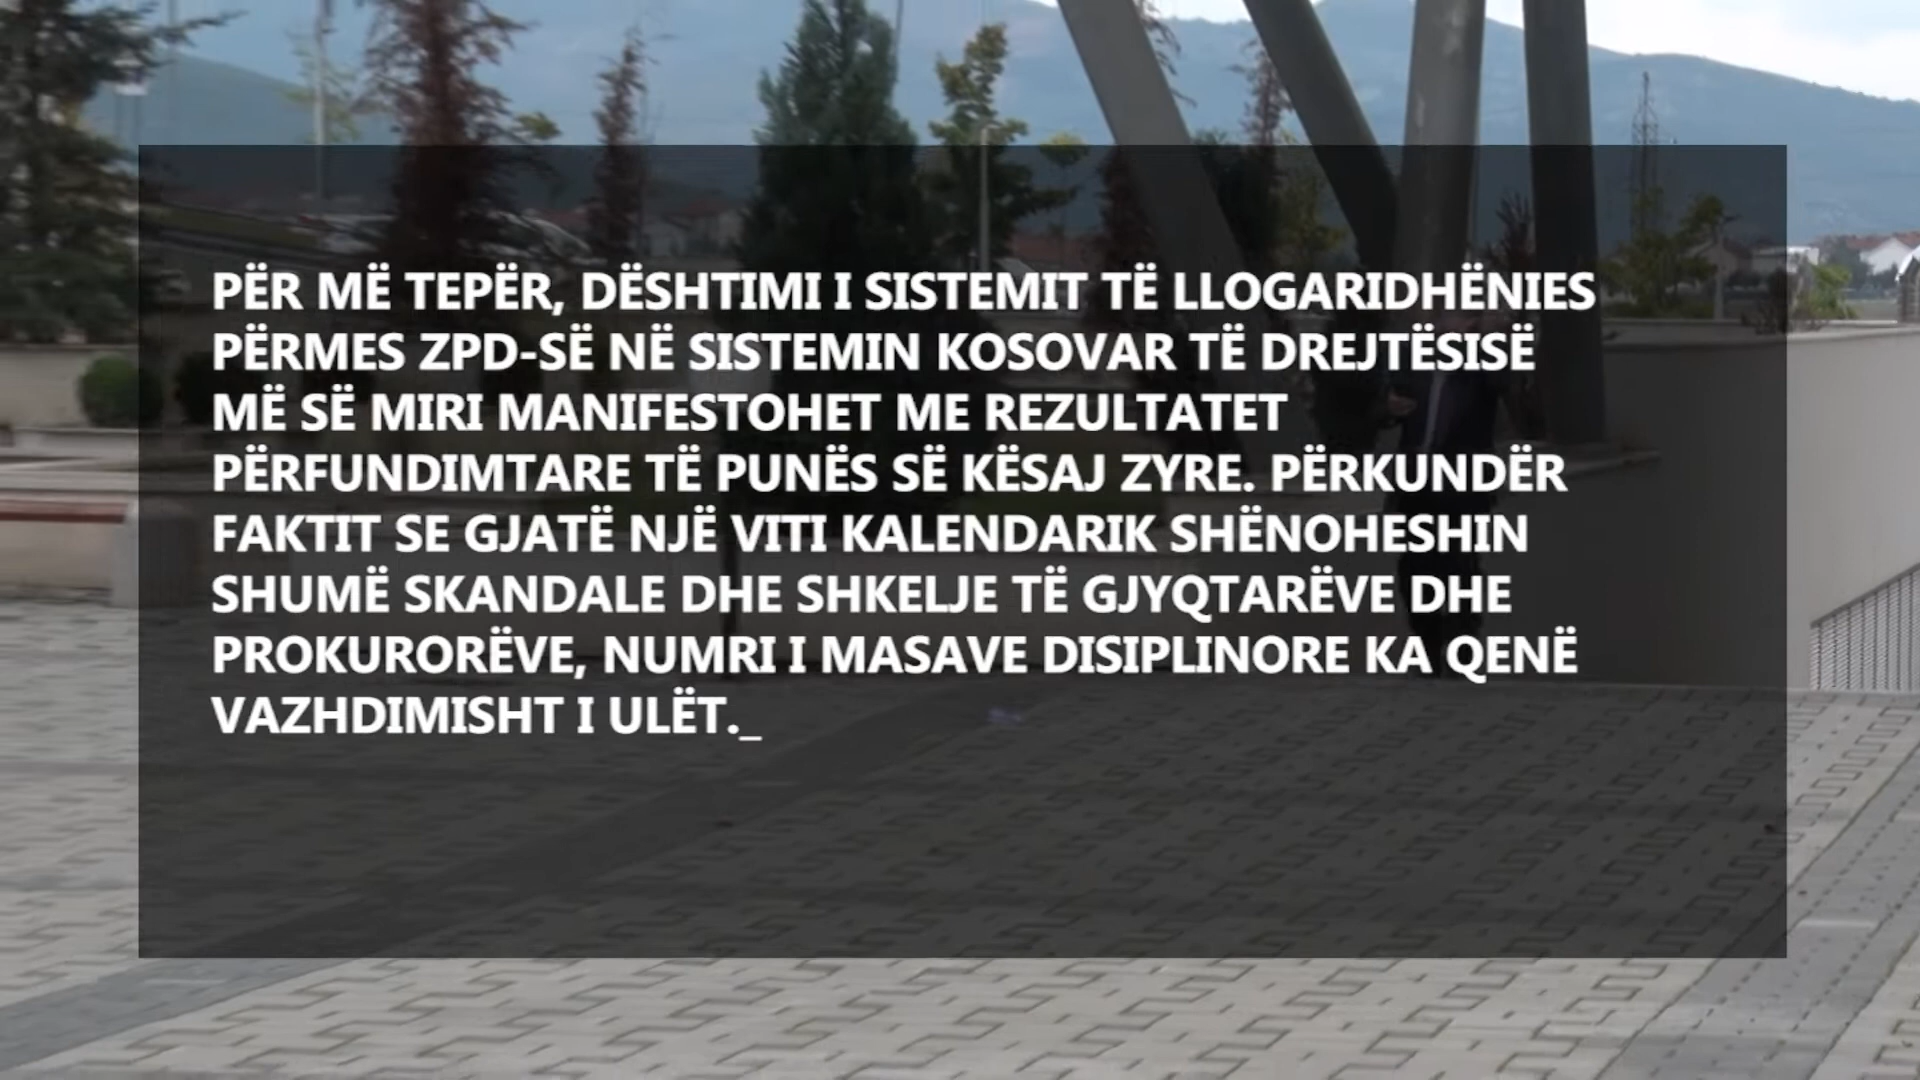 PËR MË TEPËR, DËSHTIMI I SISTEMIT TË LLOGARIDHËNIES
PËRMES ZPD-SË NË SISTEMIN KOSOVAR TË DREJTËSISË
MË SË MIRI MANIFESTOHET ME REZULTATET
PËRFUNDIMTARE TË PUNËS SË KËSAJ ZYRE. PËRKUNDËR
FAKTIT SE GJATË NJË VITI KALENDARIK SHËNOHESHIN
SHUMË SKANDALE DHE SHKELJE TË GJYQTARËVE DHE
PROKURORËVE, NUMRI I MASAVE DISIPLINORE KA QENË
VAZHDIMISHT I ULËT._